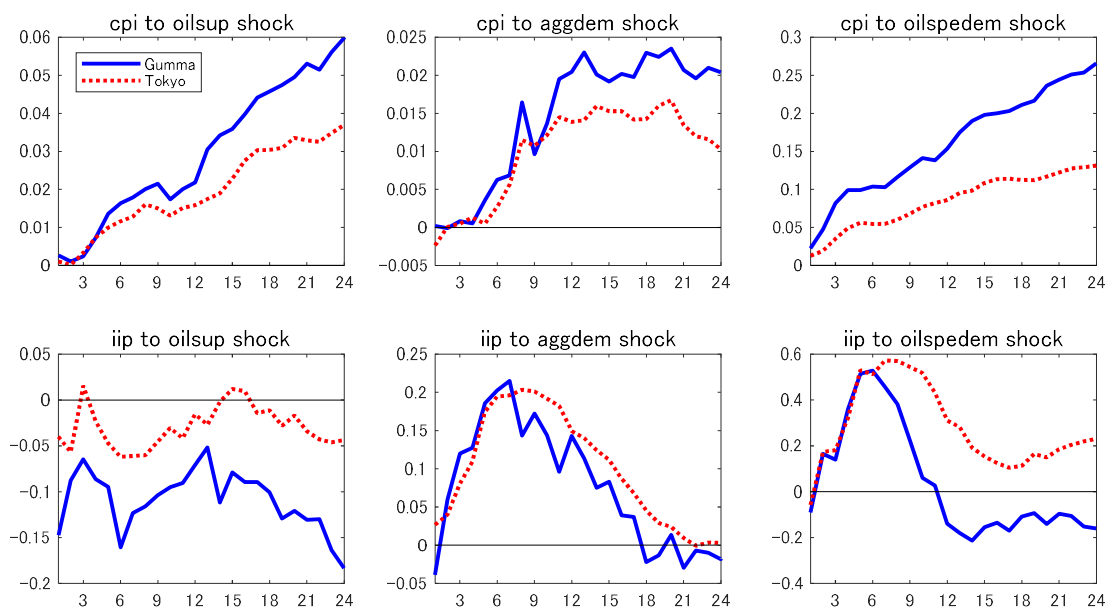 cpi to oilsup shock
0.06
0.05
0.04
0.03
0.02
0.01
0
3 6 9 12 15 18 21 24
Gumma
Tokyo
cpi to aggdem shock
0.025
0.02
0.015
0.01
0.005
0
-0.005
3 6 9 12 15 18 21 24
cpi to oilspedem shock
0.3
0.25
0.2
0.15
0.1
0.05
0
3 6 9 12 15 18 21 24
iip to oilsup shock
0.05
0
-0.05
-0.1
-0.15
-0.2
3 6 9 12 15 18 21 24
iip to aggdem shock
0.25
0.2
0.15
0.1
0.05
0
-0.05
3 6 9 12 15 18 21 24
iip to oilspedem shock
0.6
0.4
0.2
0
-0.2
-0.4
3 6 9 12 15 18 21 24